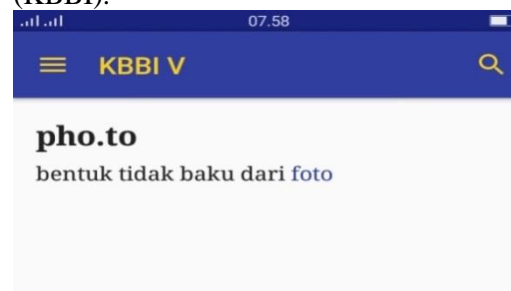 (KBBI).
07.58
KBBI V
pho.to
bentuk tidak baku dari foto